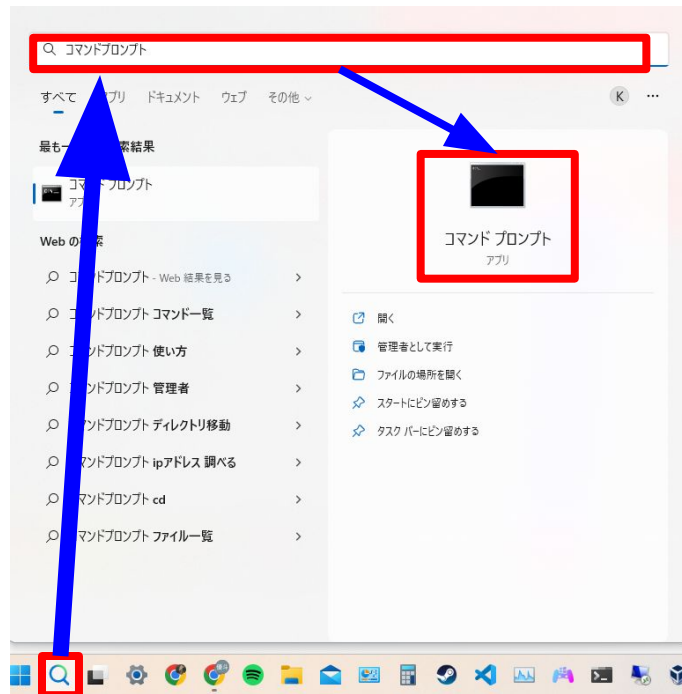 コマンドプロンプト
すべて プリ ドキュメント ウェブ その他
K ...
最も一 索結果
コマンド プロンプト
アプ
Web の 索
コマンドプロンプト - Web 結果を見る
コマンドプロンプト コマンド一覧
コマンドプロンプト 使い方
コマンドプロンプト 管理者
コマンドプロンプト ディレクトリ移動
コマンドプロンプト ipアドレス 調べる
コマンドプロンプト cd
コマンドプロンプト ファイル一覧
コマンド プロンプト
アプリ
開く
管理者として実行
ファイルの場所を開く
スタートにピン留めする
タスク バーにピン留めする